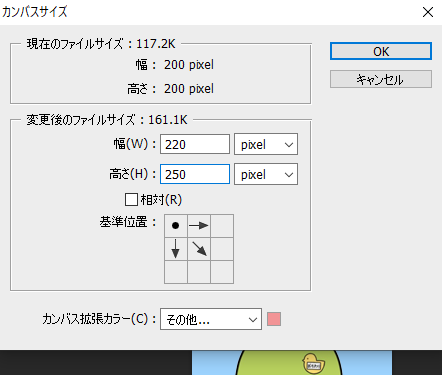 カンバスサイズ
現在のファイルサイズ : 117.2K
幅 : 200 pixel
高さ : 200 pixel
OK
キャンセル
変更後のファイルサイズ : 161.1K
幅(W) : 220 pixel
高さ(H) : 250 pixel
相対(R)
基準位置 :
カンバス拡張カラー(C) : その他...